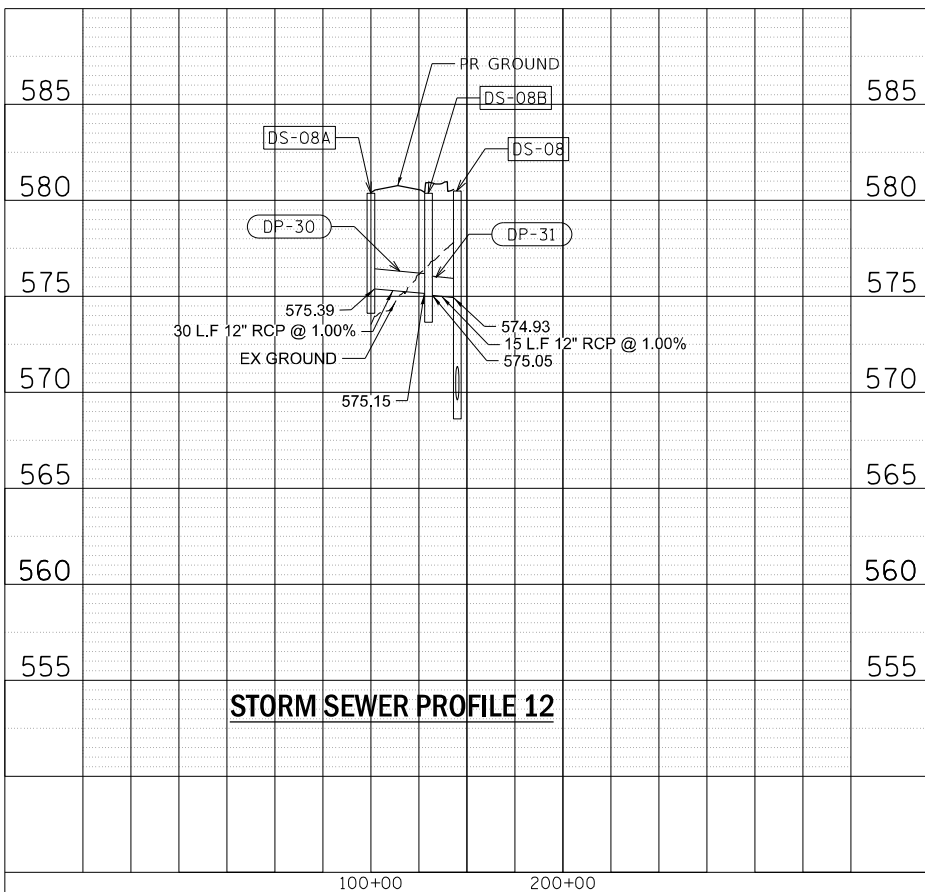 PR GROUND
585 585
DS-08B
DS-08A
DS-08
580 580
DP-30
DP-31
575 575
575.39
574.93
30 L.F 12" RCP @ 1.00%
15 L.F 12" RCP @ 1.00%
EX GROUND
575.05
570 570
575.15
565 565
560 560
555 555
STORM SEWER PROFILE 12
100+00 200+00